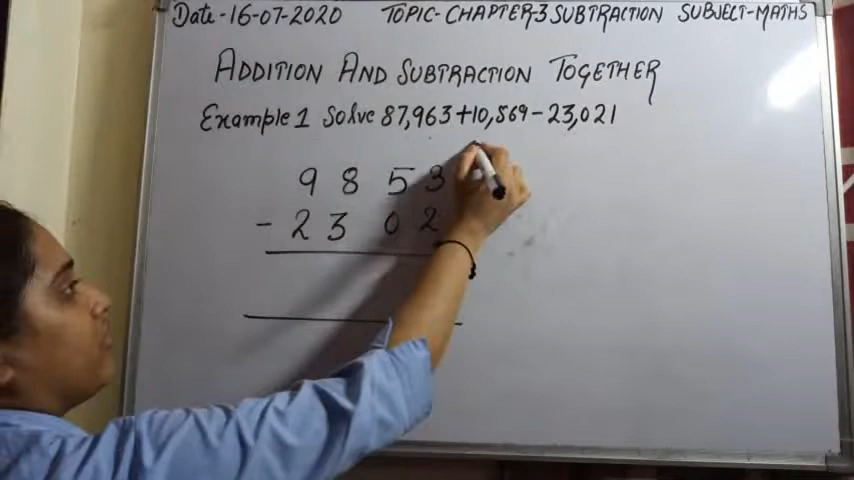 Date-16-07-2020 TOPIC-CHAPTER-3 SUBTRACTION SUBJECT-MATHS
ADDITION AND SUBTRACTION TOGETHER
Example 1 Solve 87,963+10,569-23,021
9 8 5 3
- 2 3 0 2